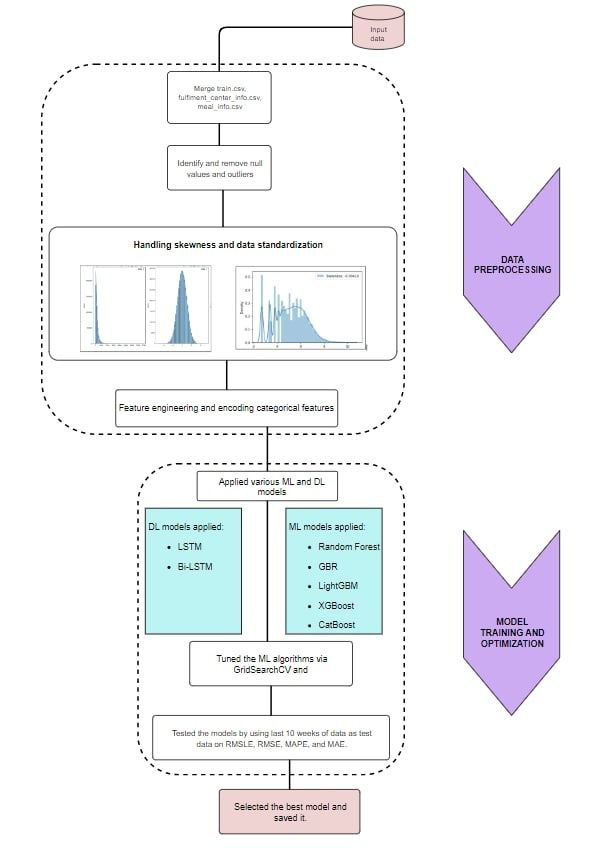 Input
data
Merge train.csv,
fulfilment_center_info.csv,
meal_info.csv
Identify and remove null
values and outliers
Handling skewness and data standardization
Density
DATA
PREPROCESSING
Feature engineering and encoding categorical features
Applied various ML and DL
models
DL models applied:
• LSTM
• Bi-LSTM
ML models applied:
• Random Forest
• GBR
• LightGBM
• XGBoost
• CatBoost
MODEL
TRAINING AND
OPTIMIZATION
Tuned the ML algorithms via
GridSearchCV and
Tested the models by using last 10 weeks of data as test
data on RMSLE, RMSE, MAPE, and MAE.
Selected the best model and
saved it.